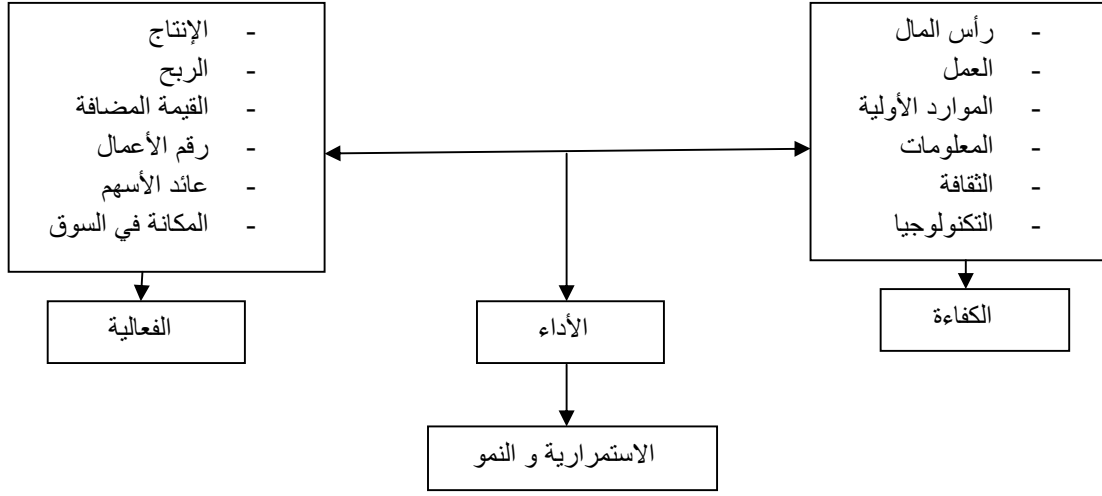 - رأس المال
- العمل
- الموارد الأولية
- المعلومات
- الثقافة
- التكنولوجيا
- الإنتاج
- الربح
- القيمة المضافة
- رقم الأعمال
- عائد الأسهم
- المكانة في السوق
الكفاءة
الأداء
الفعالية
الاستمرارية و النمو